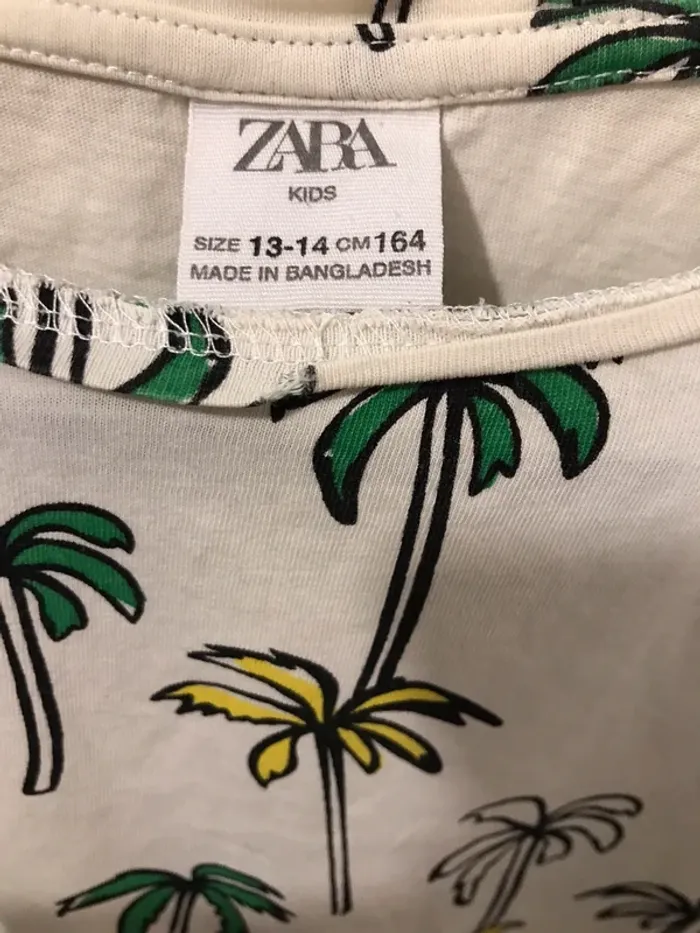 ZARA
KIDS
SIZE 13-14 CM 164
MADE IN BANGLADESH